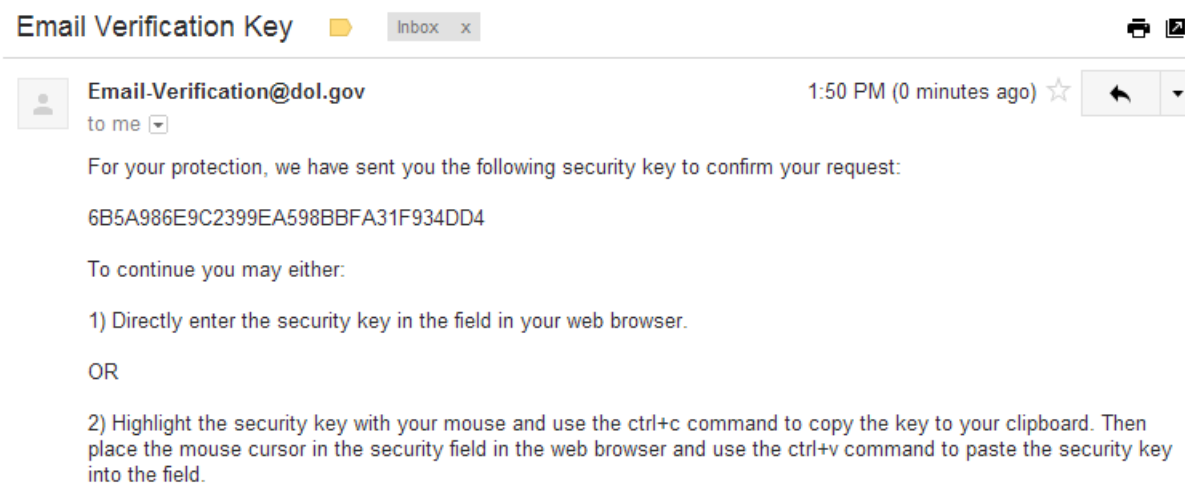 Email Verification Key
Inbox x
Email-Verification@dol.gov
1:50 PM (0 minutes ago)
to me
For your protection, we have sent you the following security key to confirm your request:
6B5A986E9C2399EA598BBFA31F934DD4
To continue you may either:
1) Directly enter the security key in the field in your web browser.
OR
2) Highlight the security key with your mouse and use the ctrl+c command to copy the key to your clipboard. Then
place the mouse cursor in the security field in the web browser and use the ctrl+v command to paste the security key
into the field.